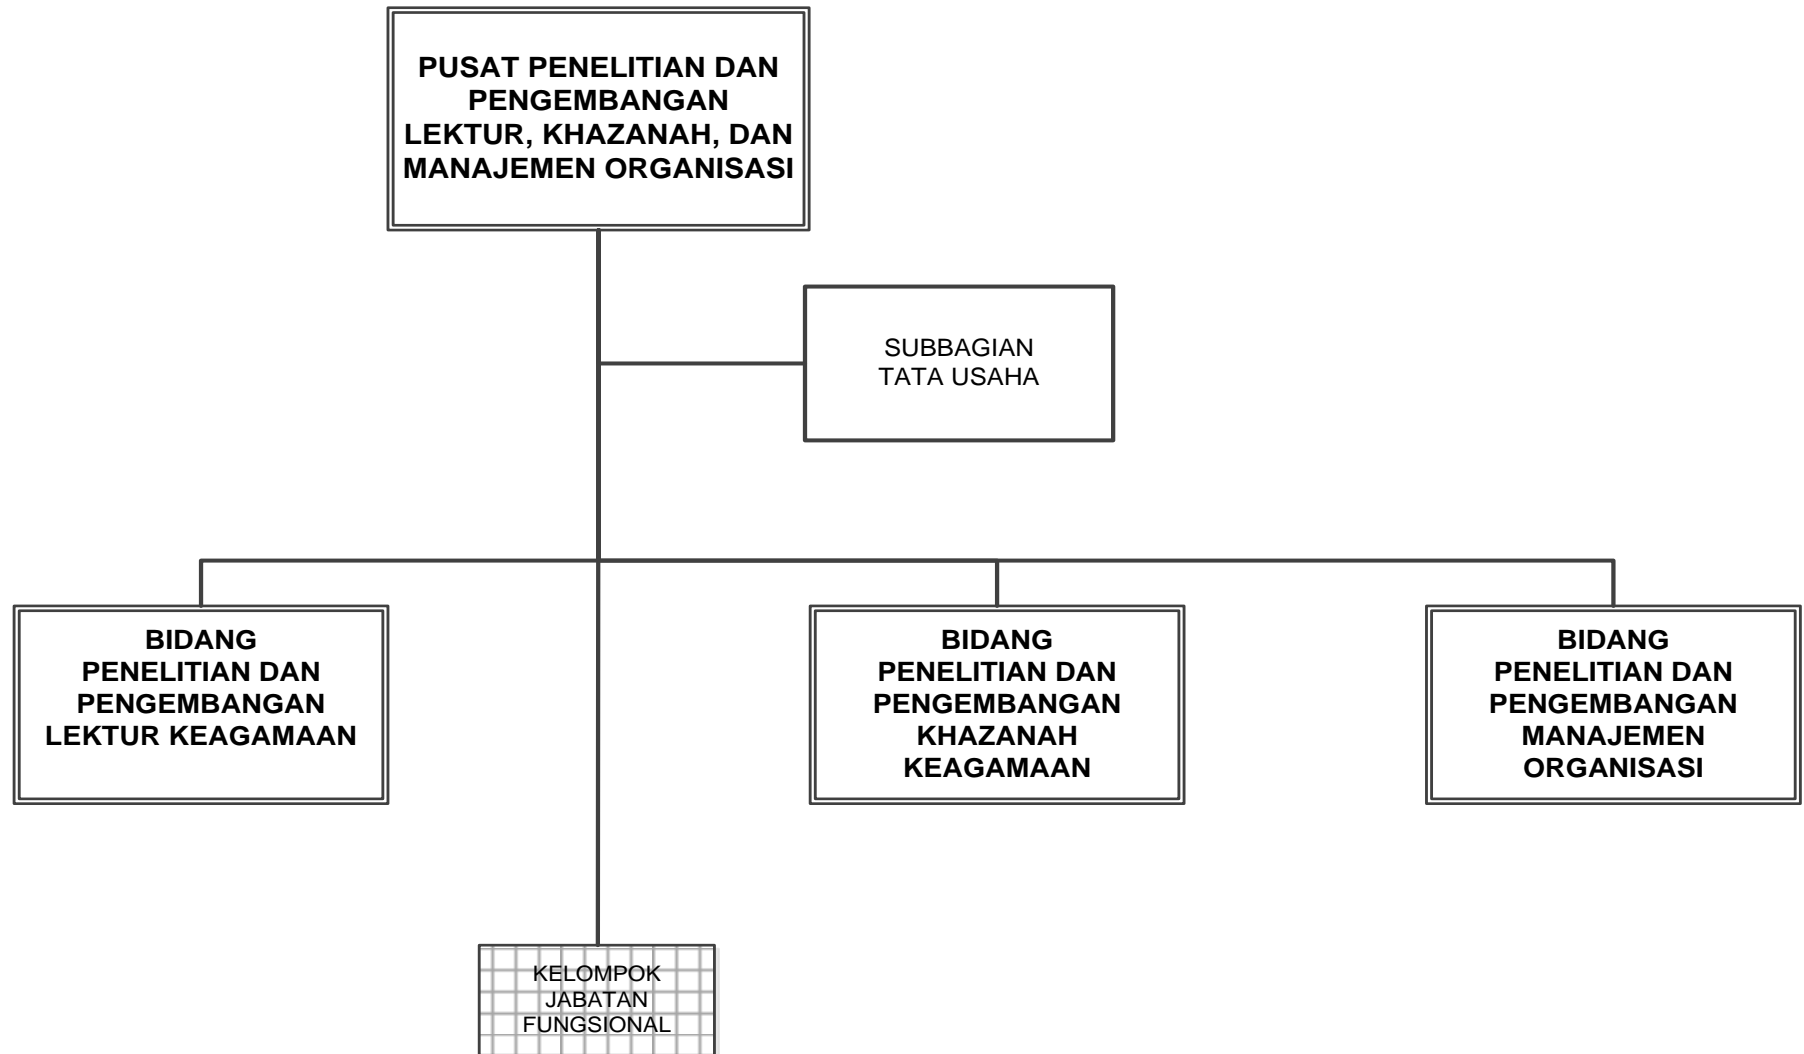 PUSAT PENELITIAN DAN
PENGEMBANGAN
LEKTUR, KHAZANAH, DAN
MANAJEMEN ORGANISASI
SUBBAGIAN
TATA USAHA
BIDANG
PENELITIAN DAN
PENGEMBANGAN
LEKTUR KEAGAMAAN
BIDANG
PENELITIAN DAN
PENGEMBANGAN
KHAZANAH
KEAGAMAAN
BIDANG
PENELITIAN DAN
PENGEMBANGAN
MANAJEMEN
ORGANISASI
KELOMPOK
JABATAN
FUNGSIONAL